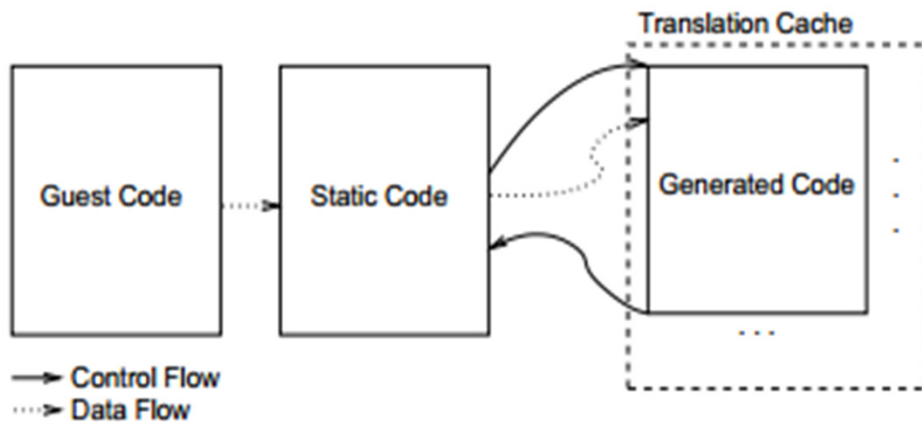 Translation Cache
Guest Code
Static Code
Generated Code
. . .
Control Flow
Data Flow